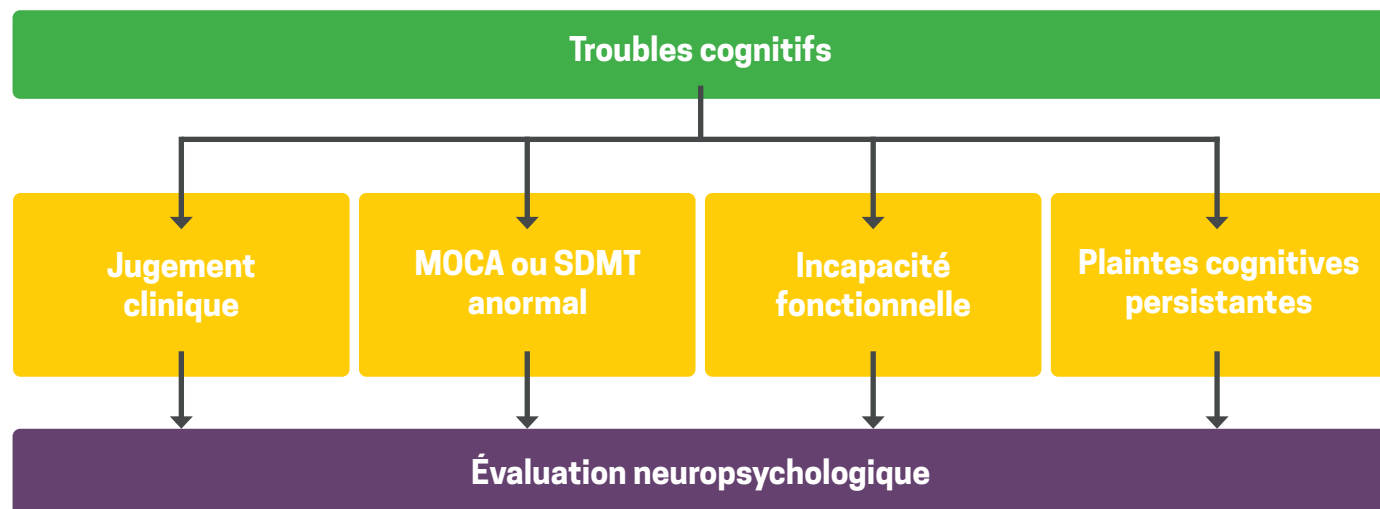 Troubles cognitifs
Jugement
clinique
MOCA ou SDMT
anormal
Incapacité
fonctionnelle
Plaintes cognitives
persistantes
Évaluation neuropsychologique